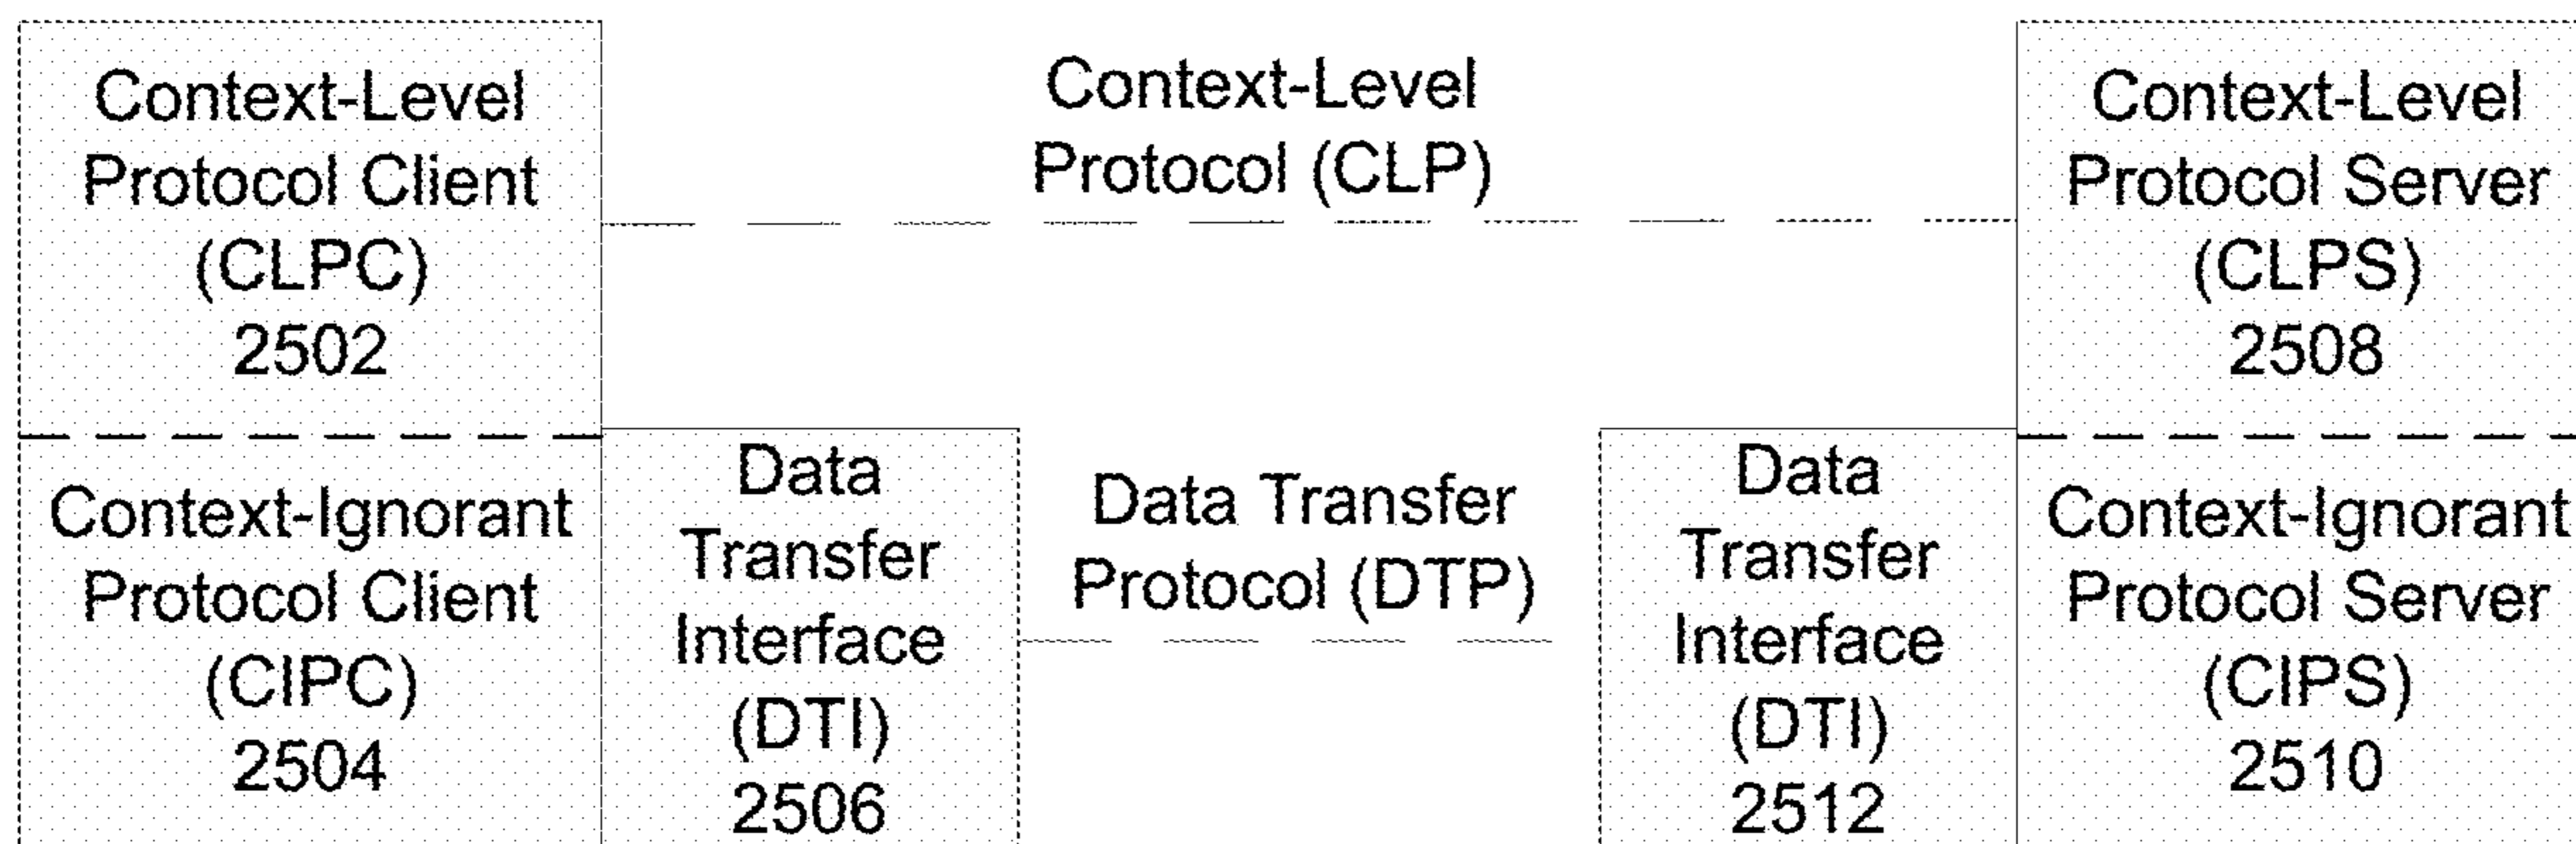 Context-Level
Protocol Client
(CLPC)
2502
Context-Level
Protocol (CLP)
Context-Level
Protocol Server
(CLPS)
2508
Context-Ignorant
Protocol Client
(CIPC)
2504
Data
Transfer
Interface
(DTI)
2506
Data Transfer
Protocol (DTP)
Data
Transfer
Interface
(DTI)
2512
Context-Ignorant
Protocol Server
(CIPS)
2510